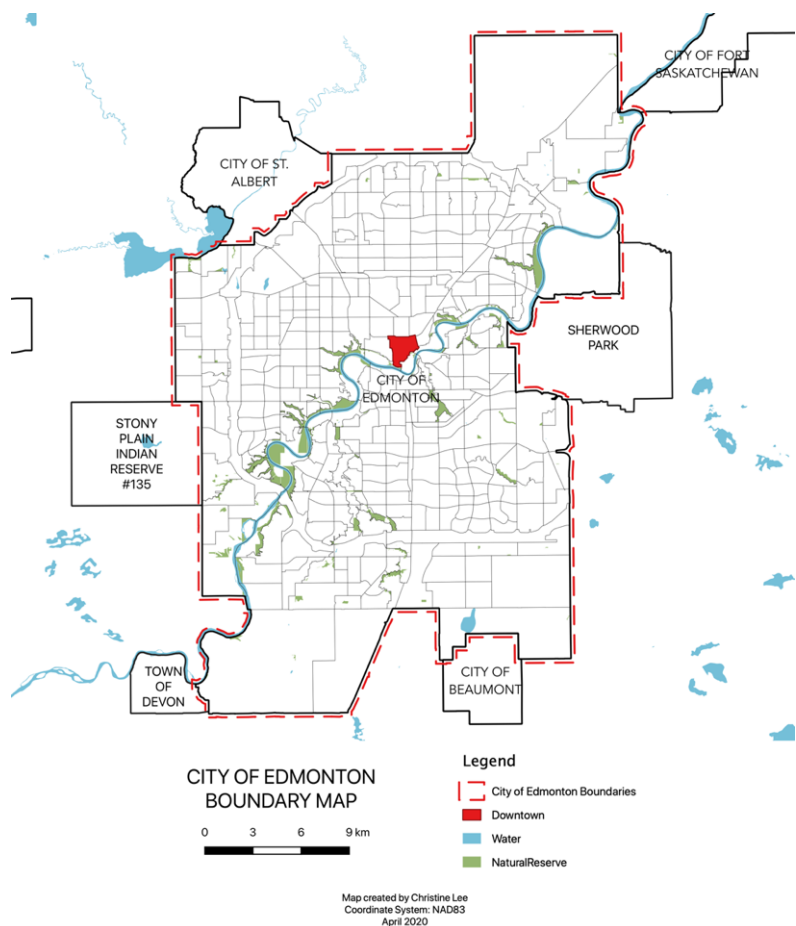 CITY OF FORT
SASKATCHEWAN
CITY OF ST.
ALBERT
SHERWOOD
PARK
CITY OF
EDMONTON
STONY
PLAIN
INDIAN
RESERVE
#135
TOWN
OF
DEVON
CITY OF
BEAUMONT
CITY OF EDMONTON
BOUNDARY MAP
0 3 6 9 km
Legend
City of Edmonton Boundaries
Downtown
Water
NaturalReserve
Map created by Christine Lee
Coordinate System: NAD83
April 2020